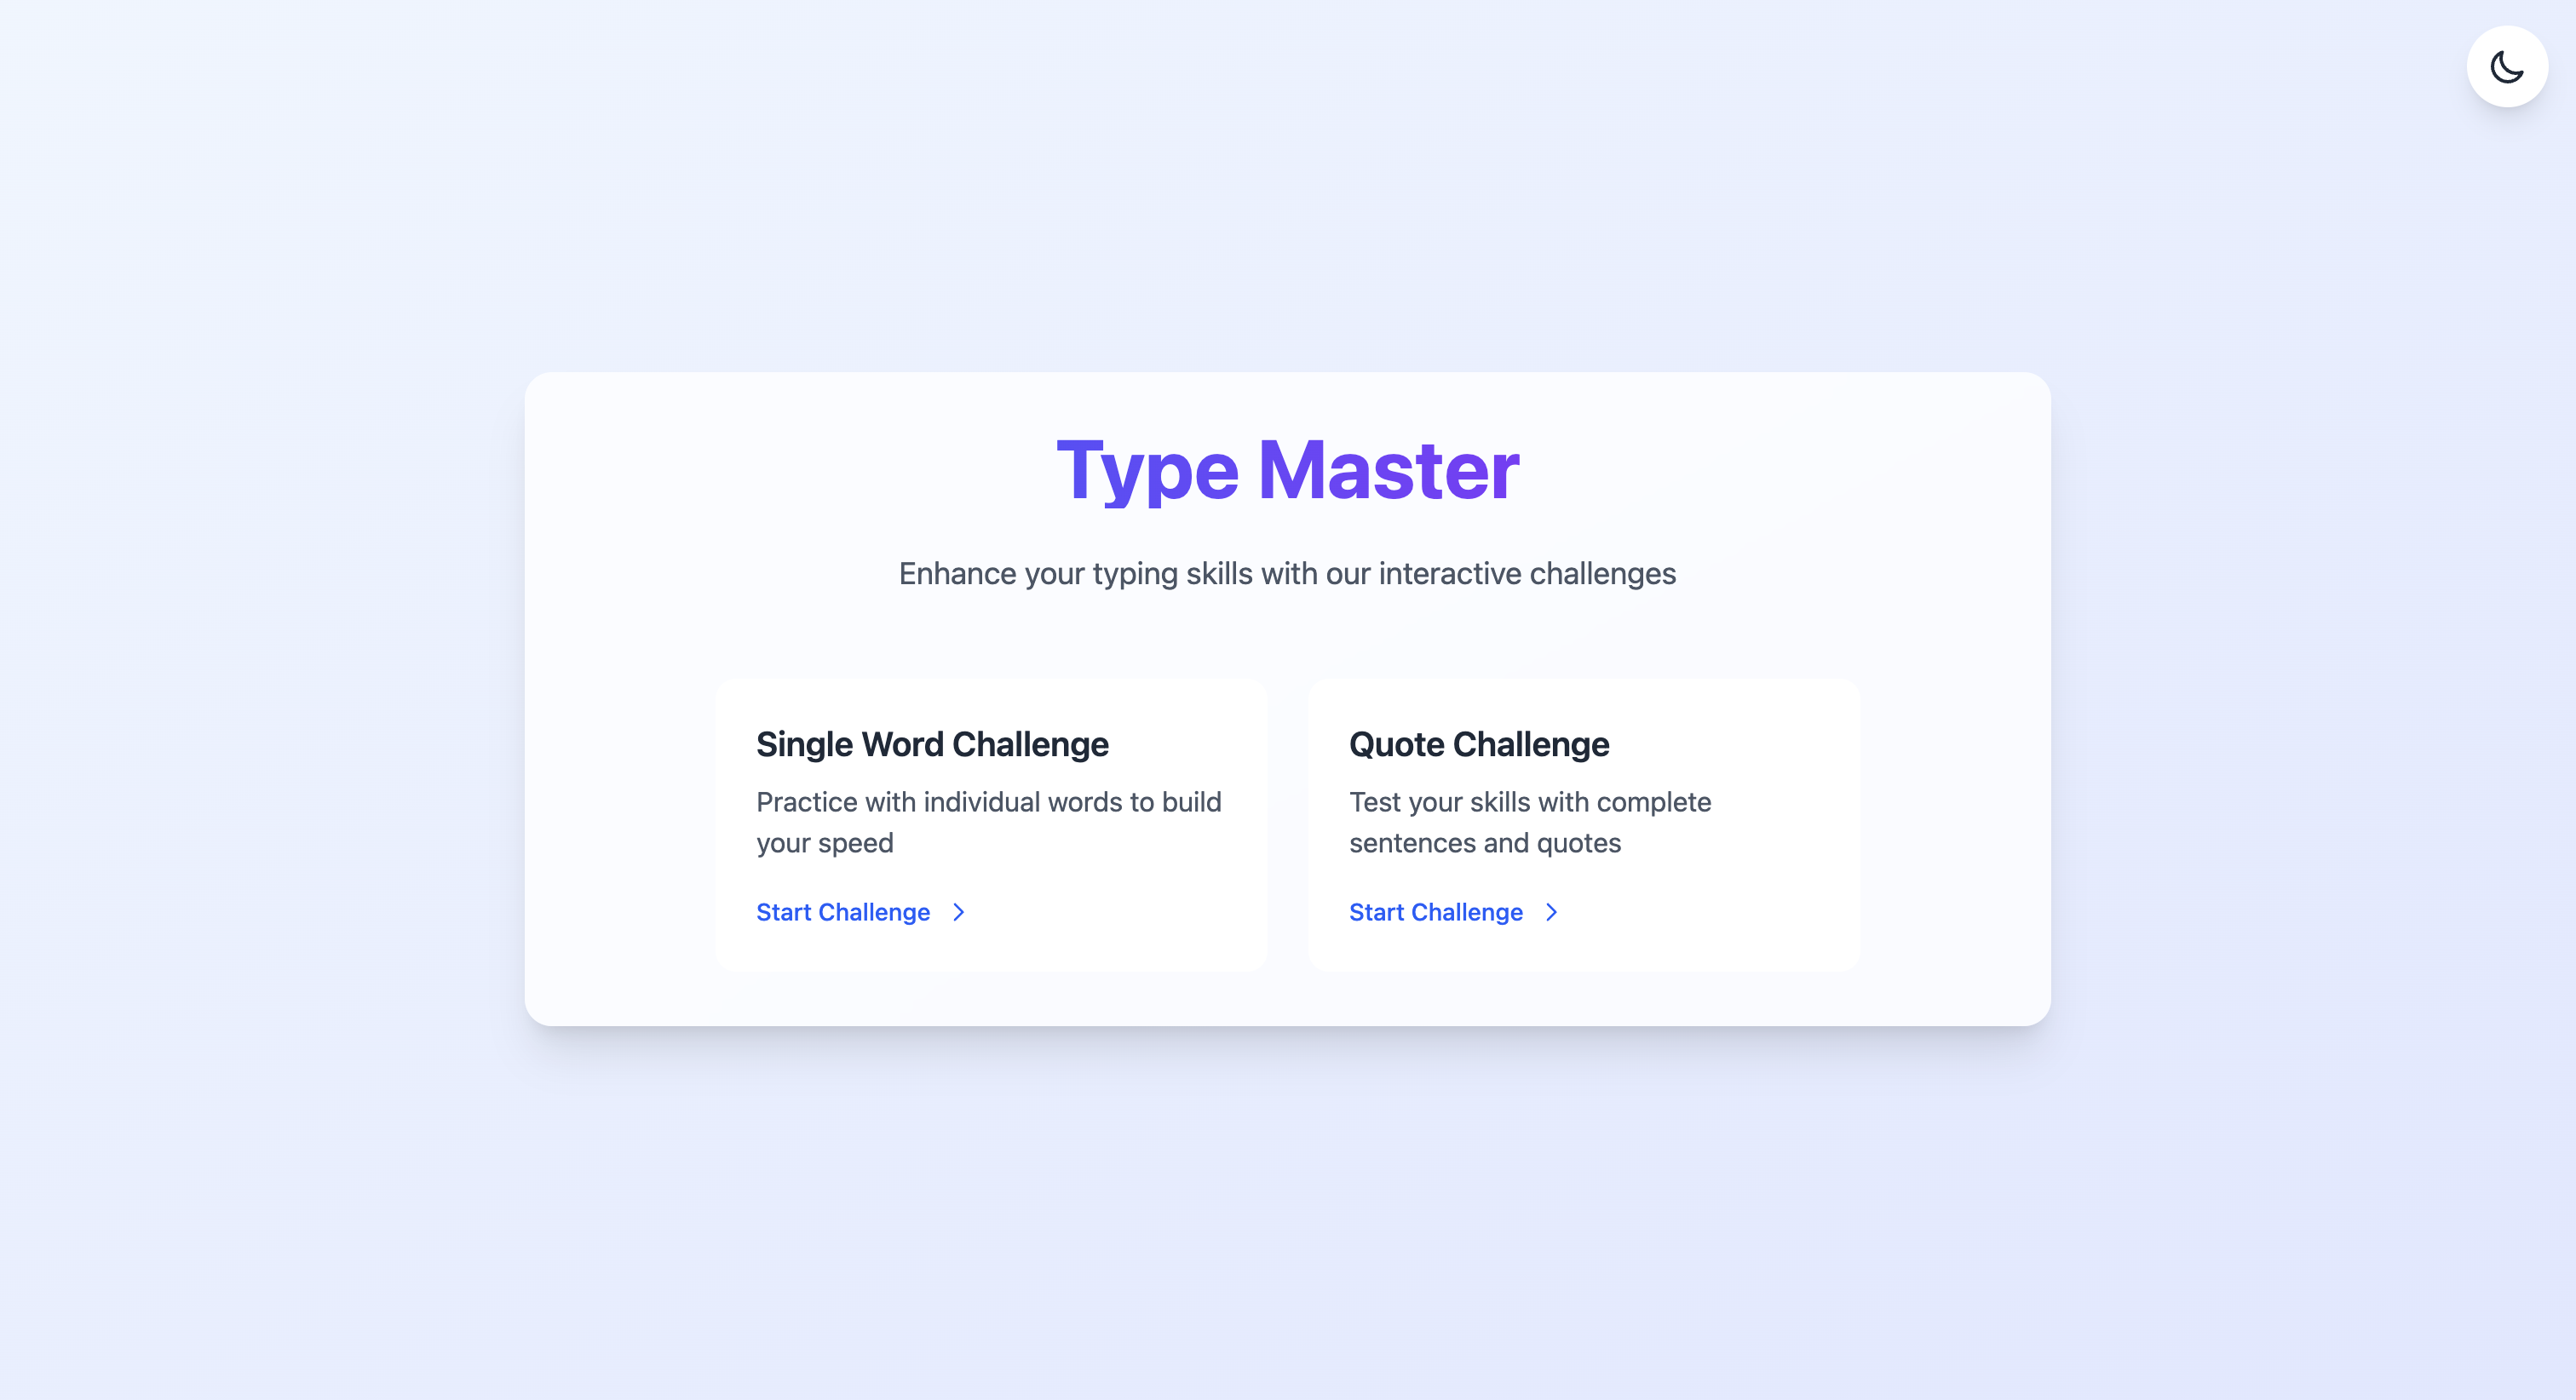 Type Master
Enhance your typing skills with our interactive challenges
Single Word Challenge
Practice with individual words to build
your speed
Start Challenge
Quote Challenge
Test your skills with complete
sentences and quotes
Start Challenge